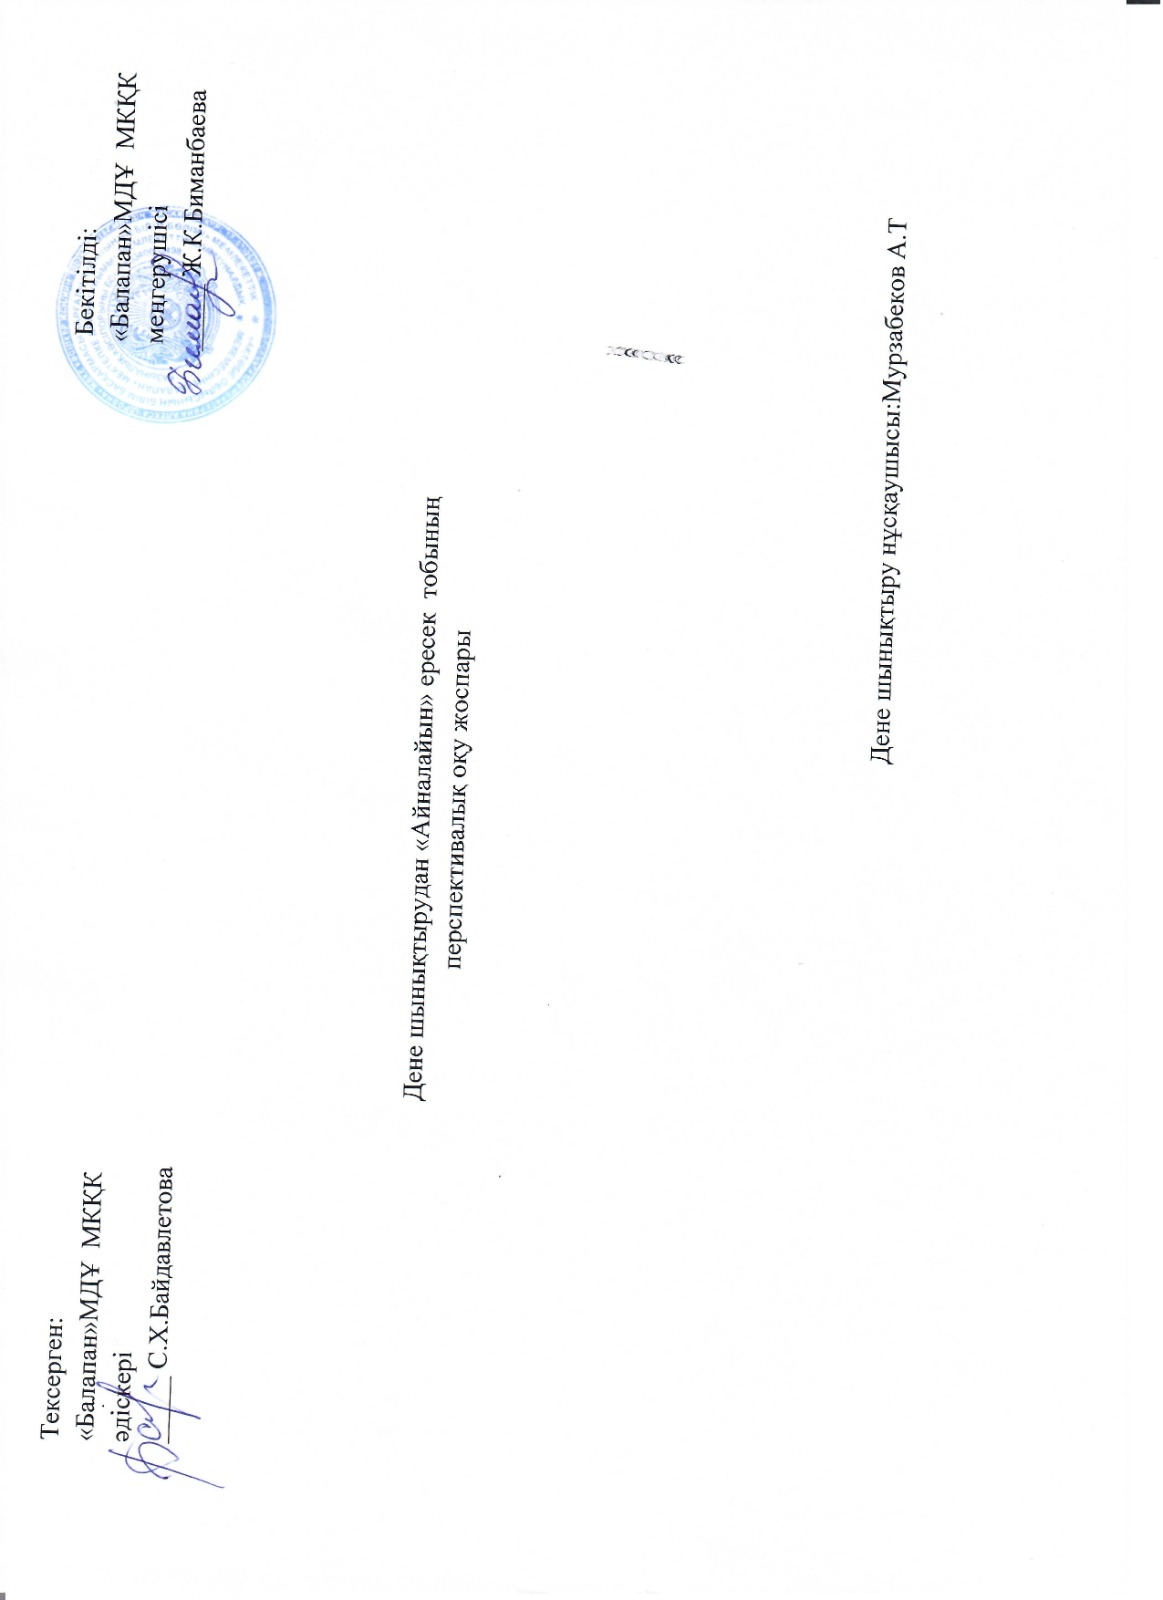 Тексерген:
«Балапан»МДҰ МКҚК
әдіскері
С.Х.Байдавлетова
Бекітілді:
«Балапан»МДҰ МКҚК
меңгерушісі
Ж.К.Биманбаева
Дене шынықтырудан «Айналайын» ересек тобының
перспективалық оқу жоспары
Дене шынықтыру нұсқаушысы:Мурзабеков А.Т